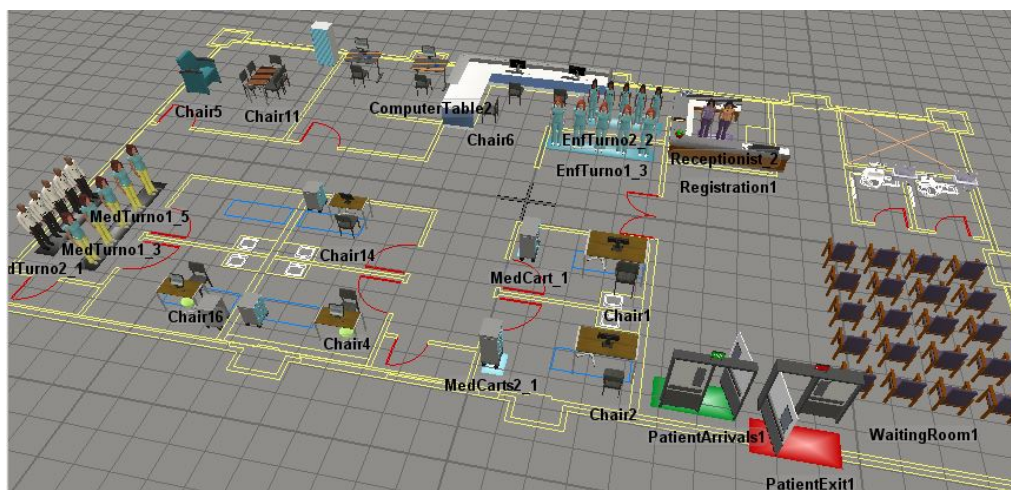 Chair5
Chair11
ComputerTable2
Chair6
EnfTurno2_2
EnfTurno1_3
Receptionist_2
Registration1
MedTurno1_5
MedTurno1_3
dTurno2_1
Chair14
MedCart_1
Chair16
Chair4
Chair1
MedCarts2_1
Chair2
PatientArrivals1
WaitingRoom1
PatientExit1